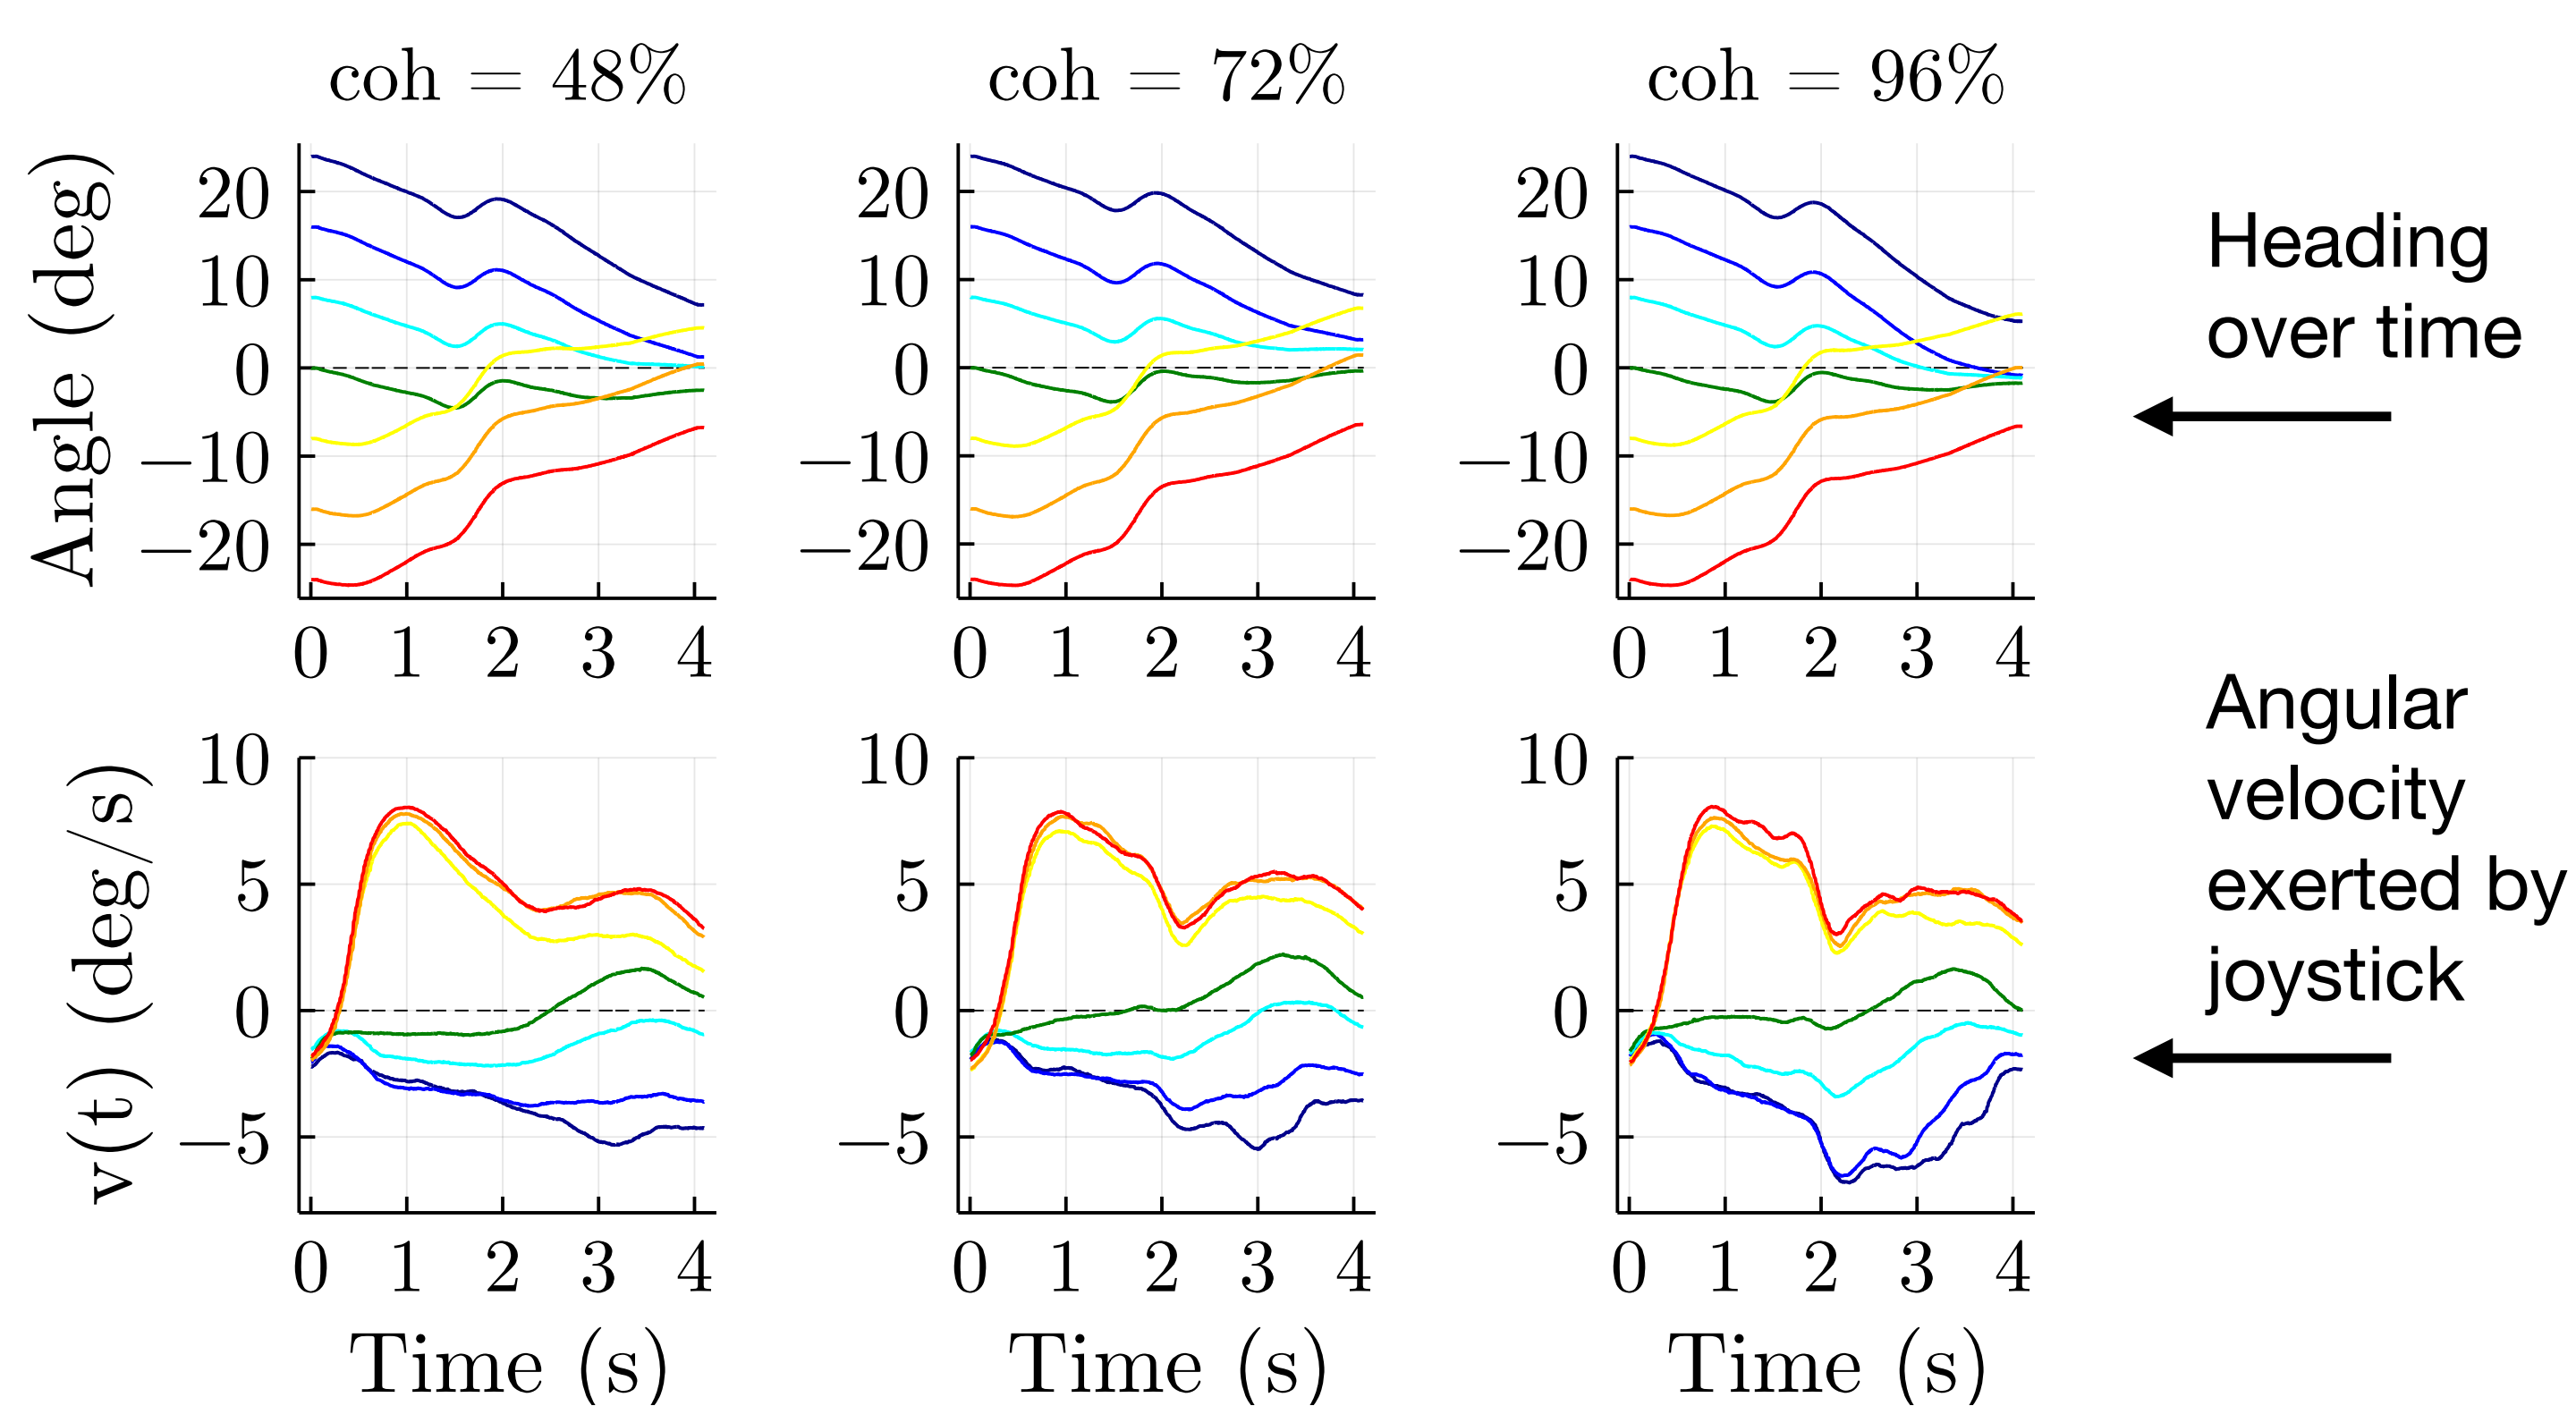 coh = 48%
coh = 72%
coh = 96%
Angle (deg)
20
10
0
−10
−20
0 1 2 3 4
20
10
0
−10
−20
0 1 2 3 4
20
10
0
−10
−20
0 1 2 3 4
Heading
over time
v(t) (deg/s)
10
5
0
−5
0 1 2 3 4
Time (s)
10
5
0
−5
0 1 2 3 4
Time (s)
10
5
0
−5
0 1 2 3 4
Time (s)
Angular
velocity
exerted by
joystick